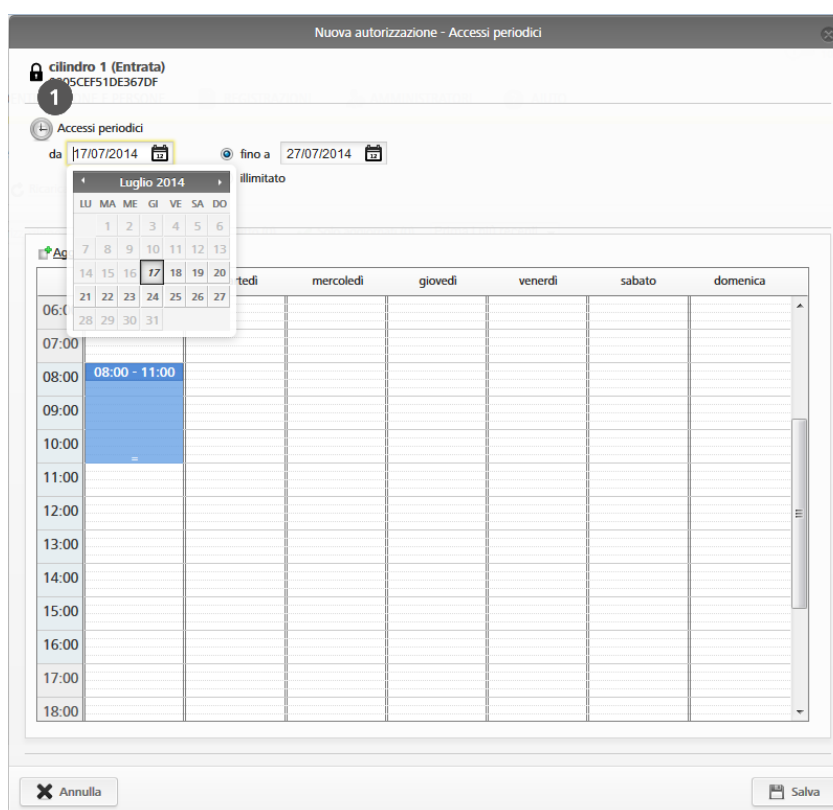 Nuova autorizzazione - Accessi periodici
cilindro 1 (Entrata)
05CEF51DE367DF
1
Accessi periodici
da 17/07/2014 12 fino a 27/07/2014 12
illimitato
Luglio 2014
LU MA ME GI VE SA DO
1 2 3 4 5 6
7 8 9 10 11 12 13
14 15 16 17 18 19 20
21 22 23 24 25 26 27
28 29 30 31
Ag
rtedì mercoledì giovedì venerdì sabato domenica
06:0
07:00
08:00 08:00 - 11:00
09:00
10:00
11:00
12:00
13:00
14:00
15:00
16:00
17:00
18:00
Annulla Salva